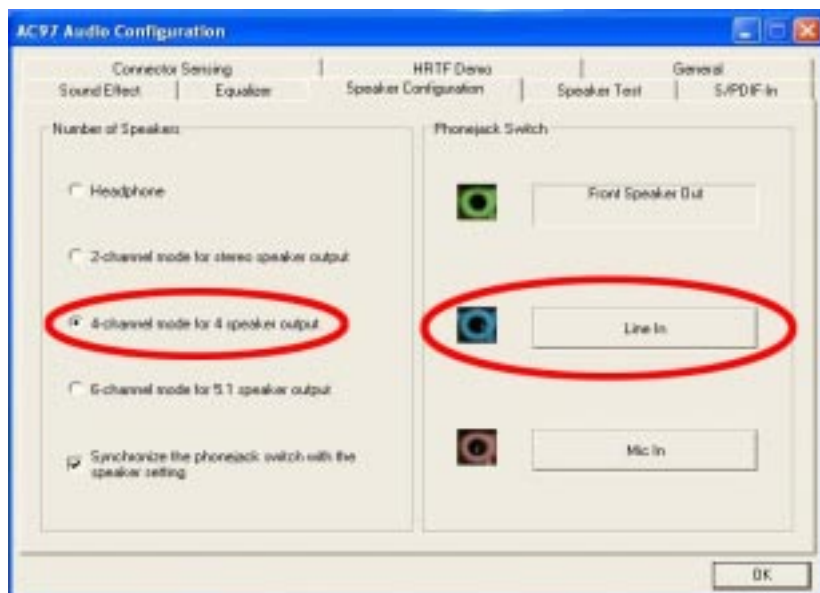 AC97 Audio Configuration
Connector Sensing HRTF Demo General
Sound Effect Equalizer Speaker Configuration Speaker Test S/PDIF-In
Number of Speakers
Headphone
2-channel mode for stereo speaker output
4-channel mode for 4 speaker output
6-channel mode for 5.1 speaker output
Synchronize the phonejack switch with the
speaker setting
Phonejack Switch
Front Speaker Out
Line In
Mic In
OK